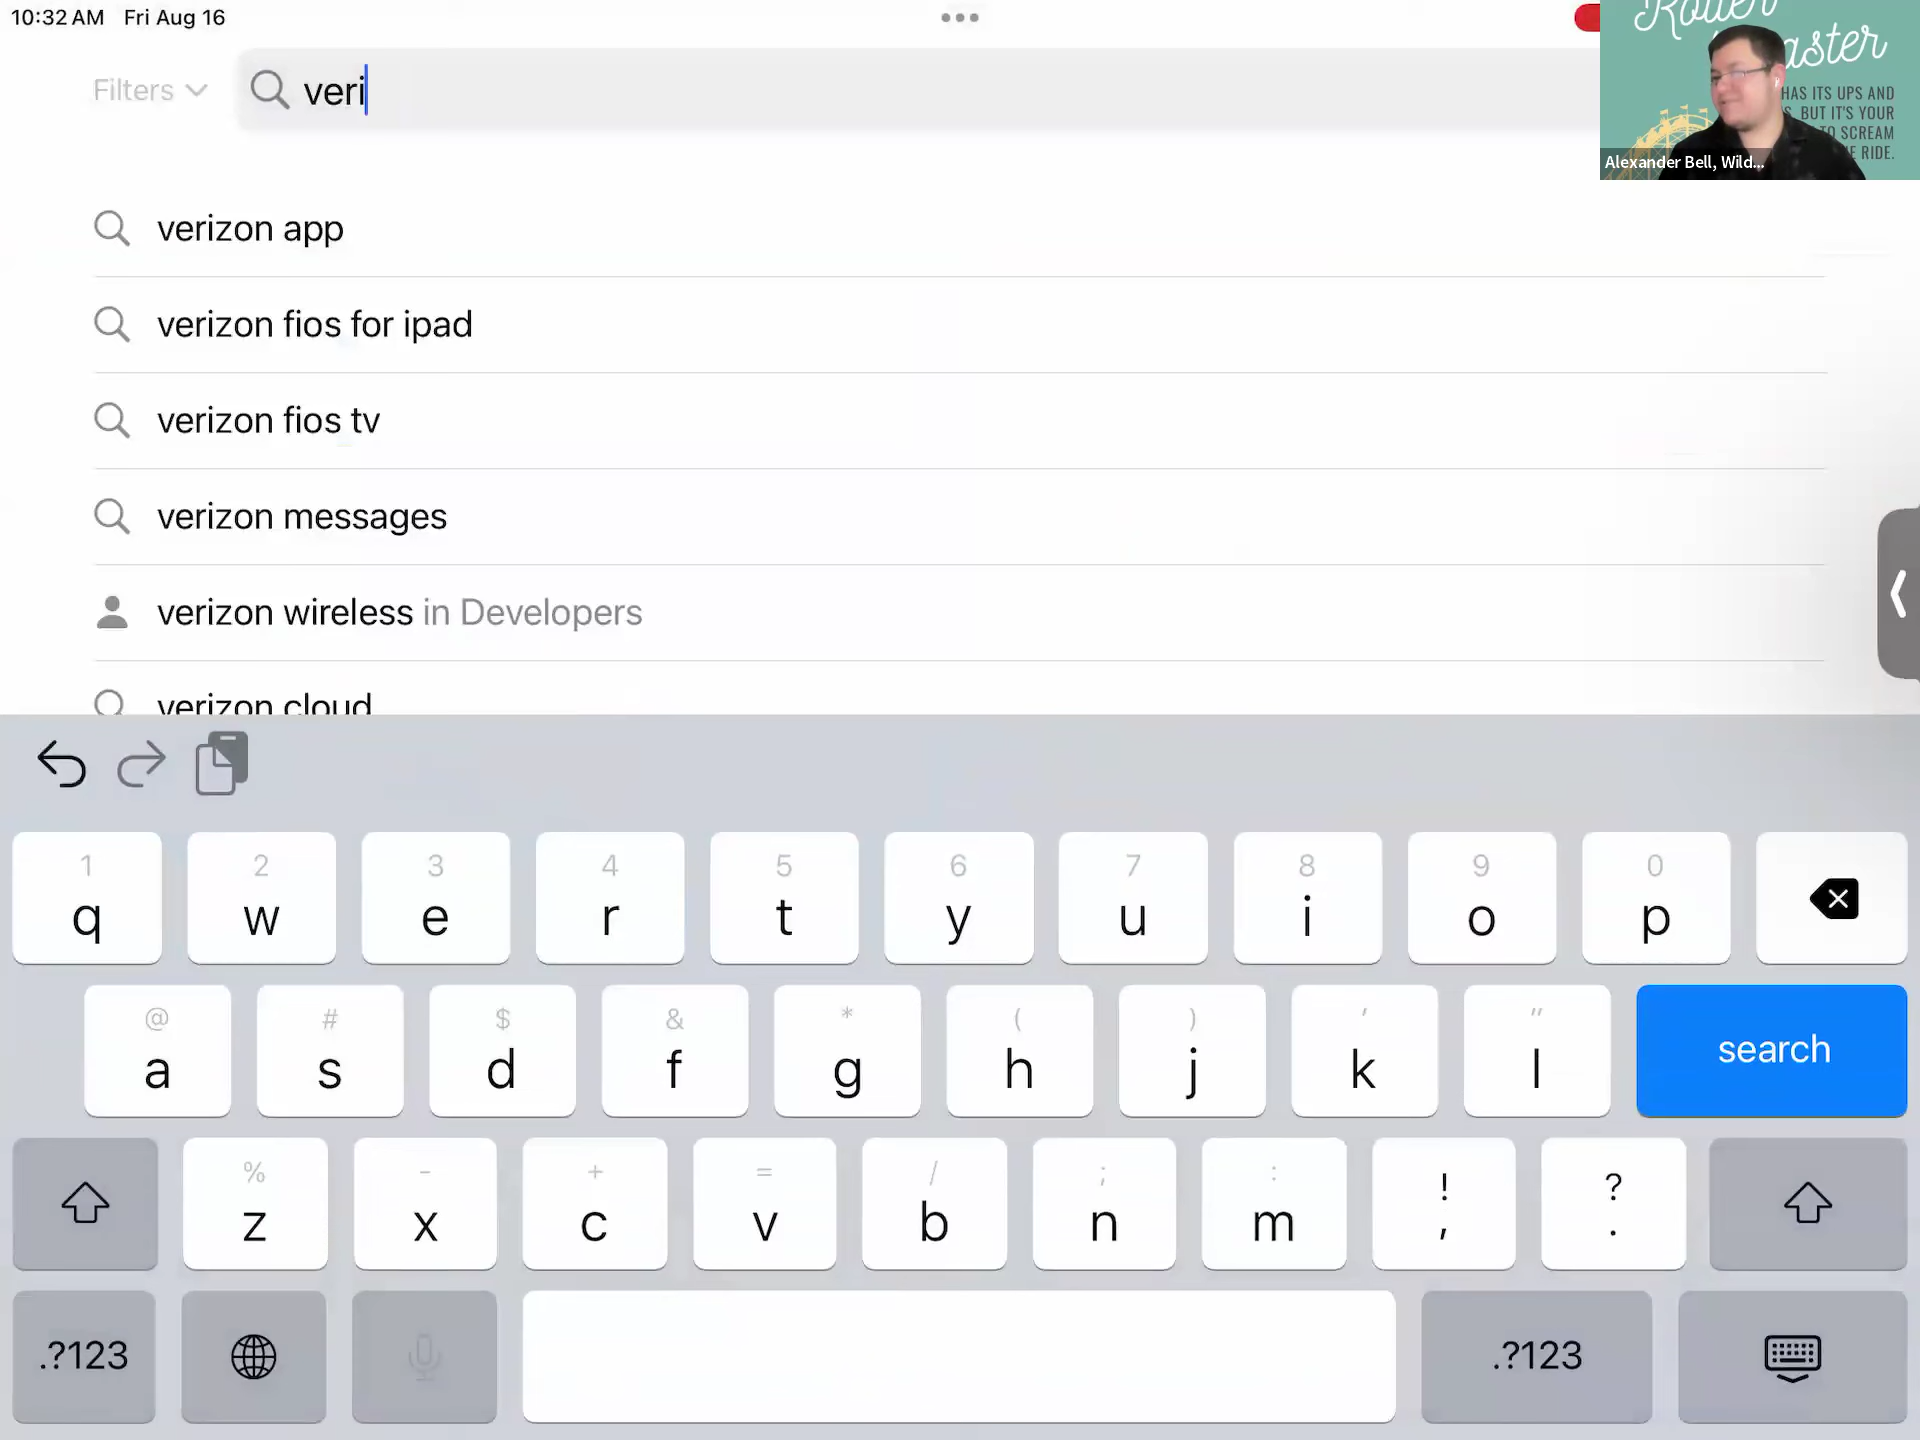 10:32 AM Fri Aug 16
Filters
veri
verizon app
verizon fios for ipad
verizon fios tv
verizon messages
verizon wireless in Developers
verizon cloud
HAS ITS UPS AND
BUT IT'S YOUR
TO SCREAM
RIDE.
Alexander Bell, Wild...
1 2 3 4 5 6 7 8 9 0
q w e r t y u i o p
@ # $ & * ( ) ' "
a s d f g h j k l search
% - + = / ; : ! ?
z x c v b n m , .
.?123 .?123